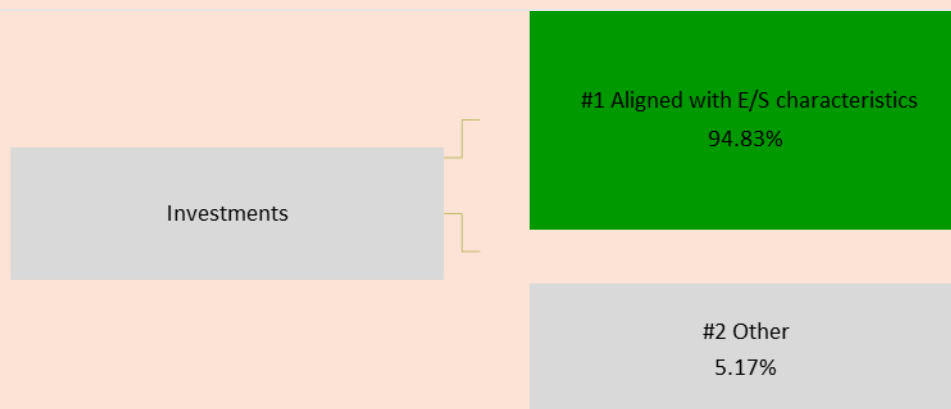 #1 Aligned with E/S characteristics
94.83%
Investments
#2 Other
5.17%